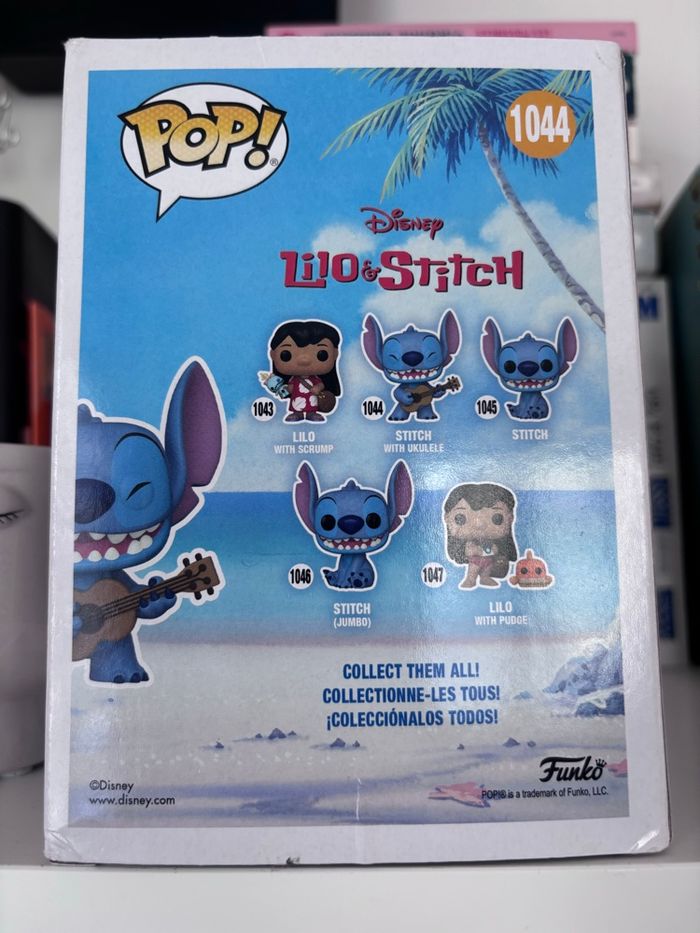 POP!
1044
Disney
Lilo & Stitch
1043
LILO
WITH SCRUMP
1044
STITCH
WITH UKULELE
1045
STITCH
1046
STITCH
(JUMBO)
1047
LILO
WITH PUDGE
COLLECT THEM ALL!
COLLECTIONNE-LES TOUS!
¡COLECCIÓNALOS TODOS!
©Disney
www.disney.com
Funko
POP!® is a trademark of Funko, LLC.